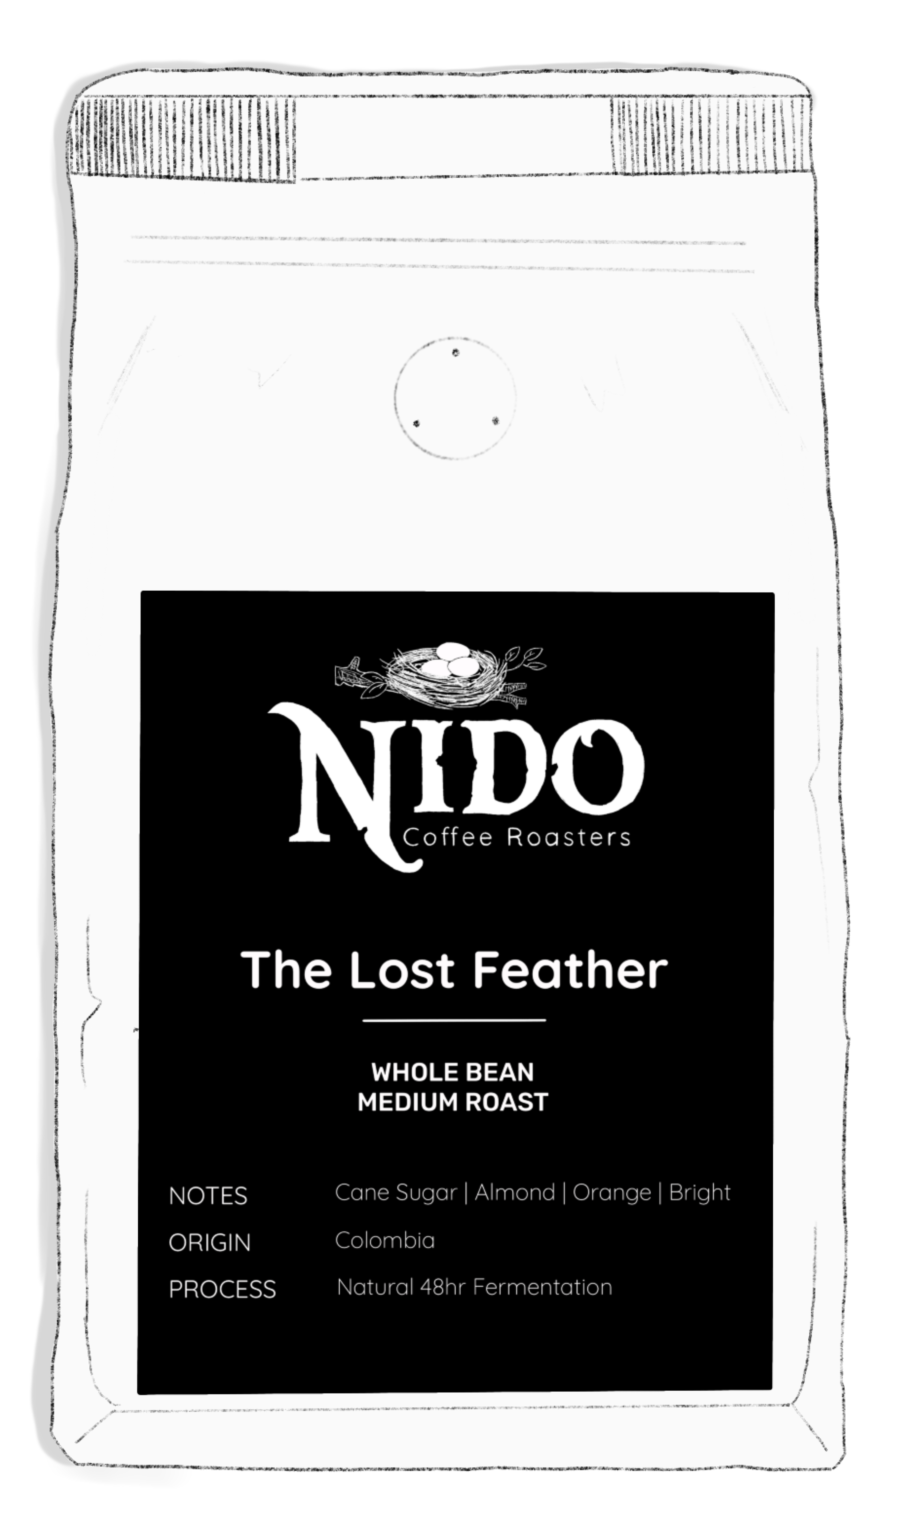 NIDO
Coffee Roasters
The Lost Feather
WHOLE BEAN
MEDIUM ROAST
NOTES Cane Sugar | Almond | Orange | Bright
ORIGIN Colombia
PROCESS Natural 48hr Fermentation